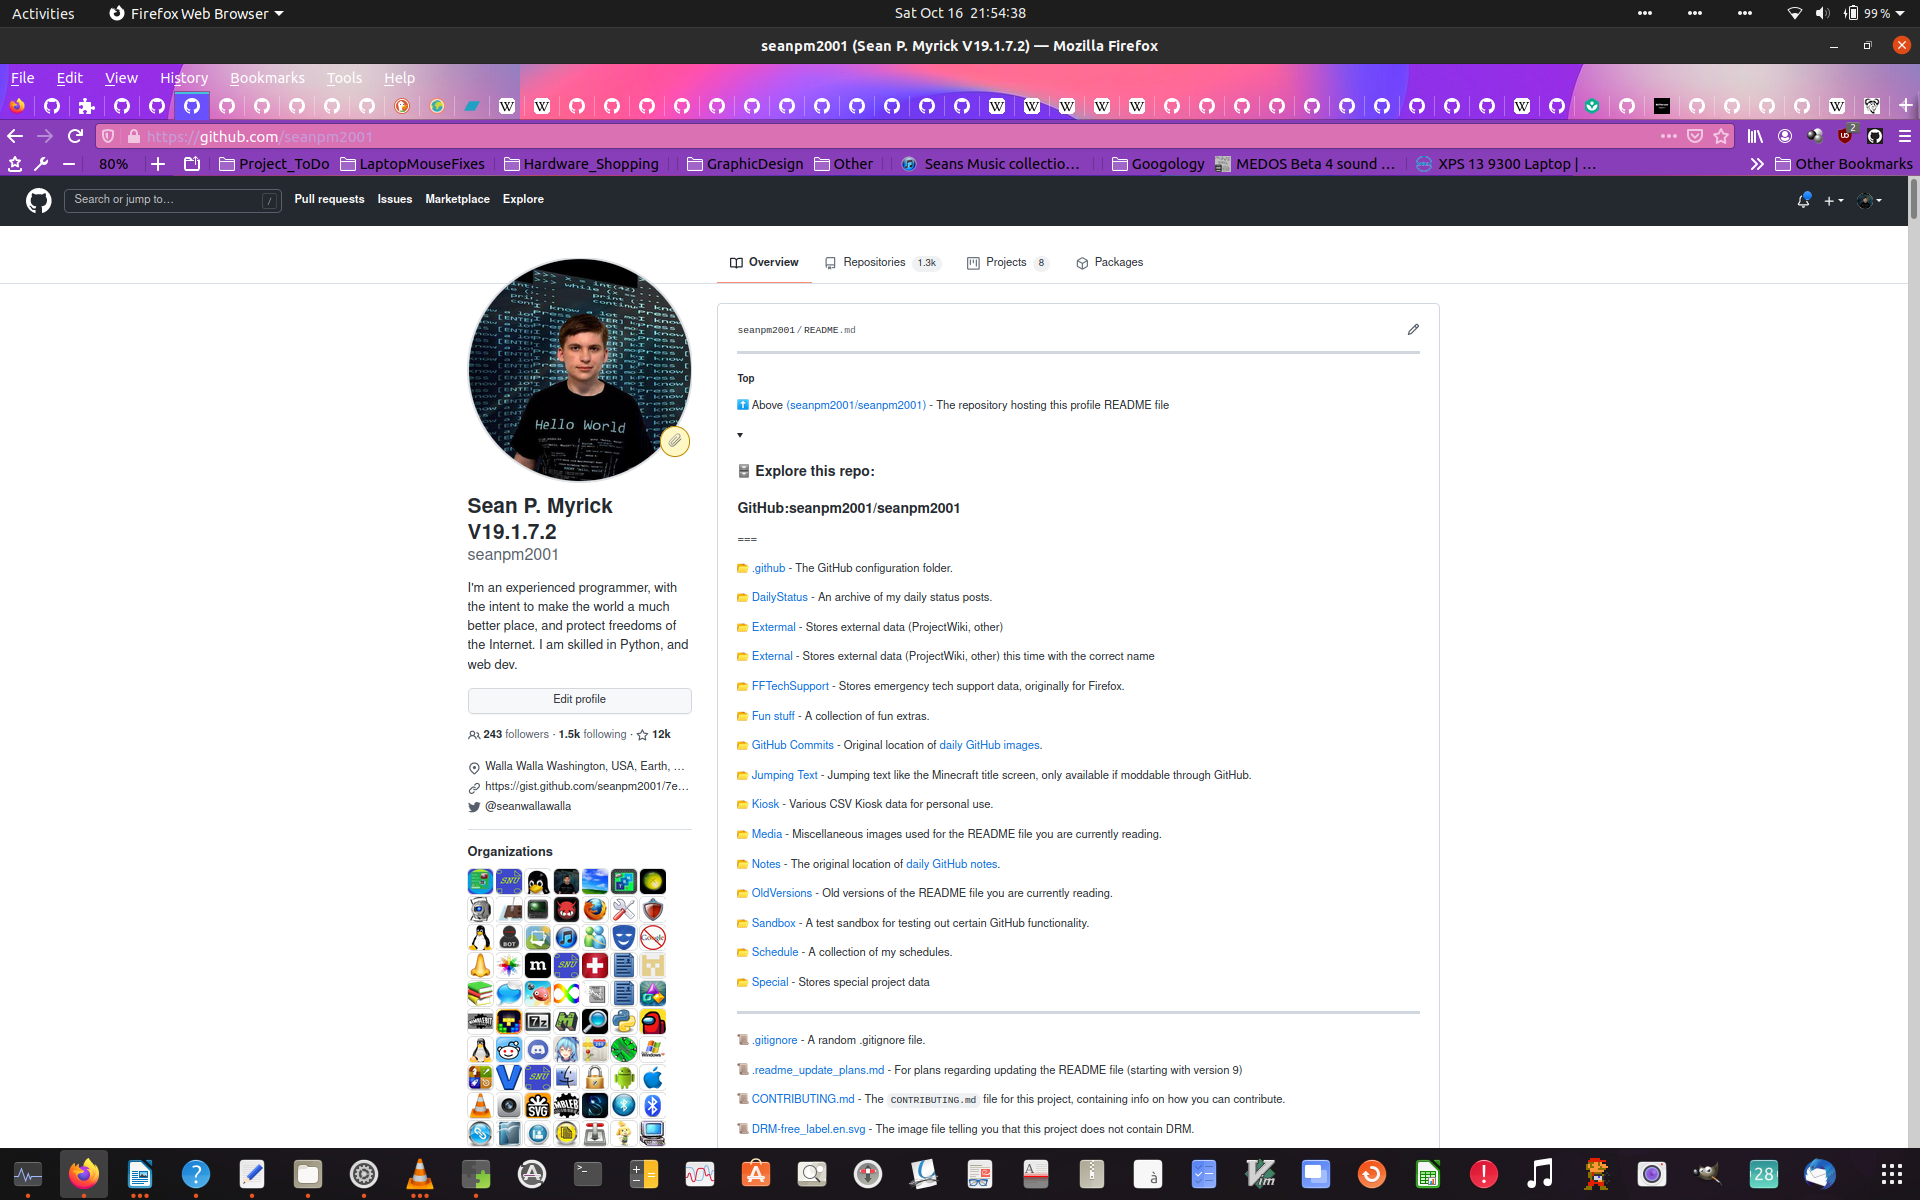 Activities
Firefox Web Browser
Sat Oct 16 21:54:38
99 %
seanpm2001 (Sean P. Myrick V19.1.7.2) — Mozilla Firefox
File Edit View History Bookmarks Tools Help
https://github.com/seanpm2001
2
80%
Project_ToDo
LaptopMouseFixes
Hardware_Shopping
GraphicDesign
Other
Seans Music collectio…
Googology
MEDOS Beta 4 sound …
XPS 13 9300 Laptop | …
Other Bookmarks
Search or jump to…
/
Pull requests Issues Marketplace Explore
Overview
Repositories 1.3k
Projects 8
Packages
Hello World
Sean P. Myrick
V19.1.7.2
seanpm2001
I'm an experienced programmer, with
the intent to make the world a much
better place, and protect freedoms of
the Internet. I am skilled in Python, and
web dev.
Edit profile
243 followers · 1.5k following · 12k
Walla Walla Washington, USA, Earth, …
https://gist.github.com/seanpm2001/7e…
@seanwallawalla
Organizations
seanpm2001/README.md
Top
Above (seanpm2001/seanpm2001) - The repository hosting this profile README file
Explore this repo:
GitHub:seanpm2001/seanpm2001
===
.github - The GitHub configuration folder.
DailyStatus - An archive of my daily status posts.
Extermal - Stores external data (ProjectWiki, other)
External - Stores external data (ProjectWiki, other) this time with the correct name
FFTechSupport - Stores emergency tech support data, originally for Firefox.
Fun stuff - A collection of fun extras.
GitHub Commits - Original location of daily GitHub images.
Jumping Text - Jumping text like the Minecraft title screen, only available if moddable through GitHub.
Kiosk - Various CSV Kiosk data for personal use.
Media - Miscellaneous images used for the README file you are currently reading.
Notes - The original location of daily GitHub notes.
OldVersions - Old versions of the README file you are currently reading.
Sandbox - A test sandbox for testing out certain GitHub functionality.
Schedule - A collection of my schedules.
Special - Stores special project data
.gitignore - A random .gitignore file.
.readme_update_plans.md - For plans regarding updating the README file (starting with version 9)
CONTRIBUTING.md - The CONTRIBUTING.md file for this project, containing info on how you can contribute.
DRM-free_label.en.svg - The image file telling you that this project does not contain DRM.
28